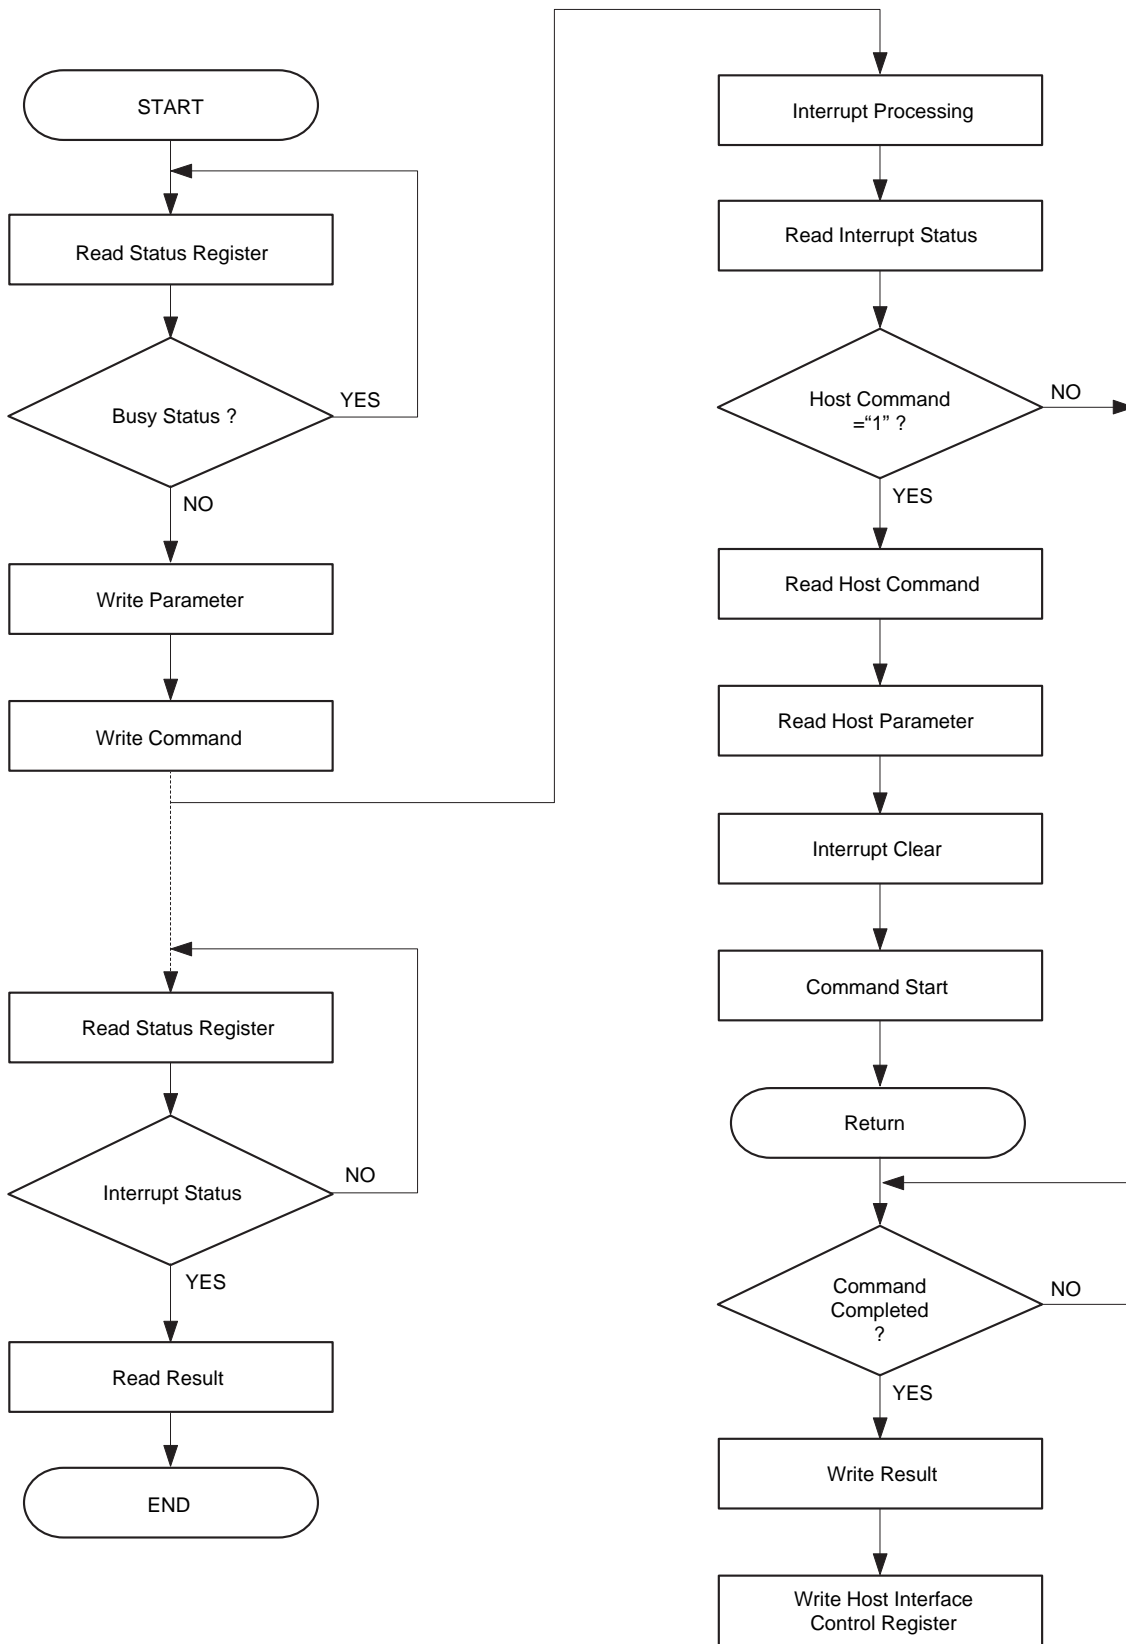 START
Read Status Register
Busy Status ?
YES
NO
Write Parameter
Write Command
Read Status Register
Interrupt Status
NO
YES
Read Result
END
Interrupt Processing
Read Interrupt Status
Host Command
=“1” ?
NO
YES
Read Host Command
Read Host Parameter
Interrupt Clear
Command Start
Return
Command
Completed
?
NO
YES
Write Result
Write Host Interface
Control Register